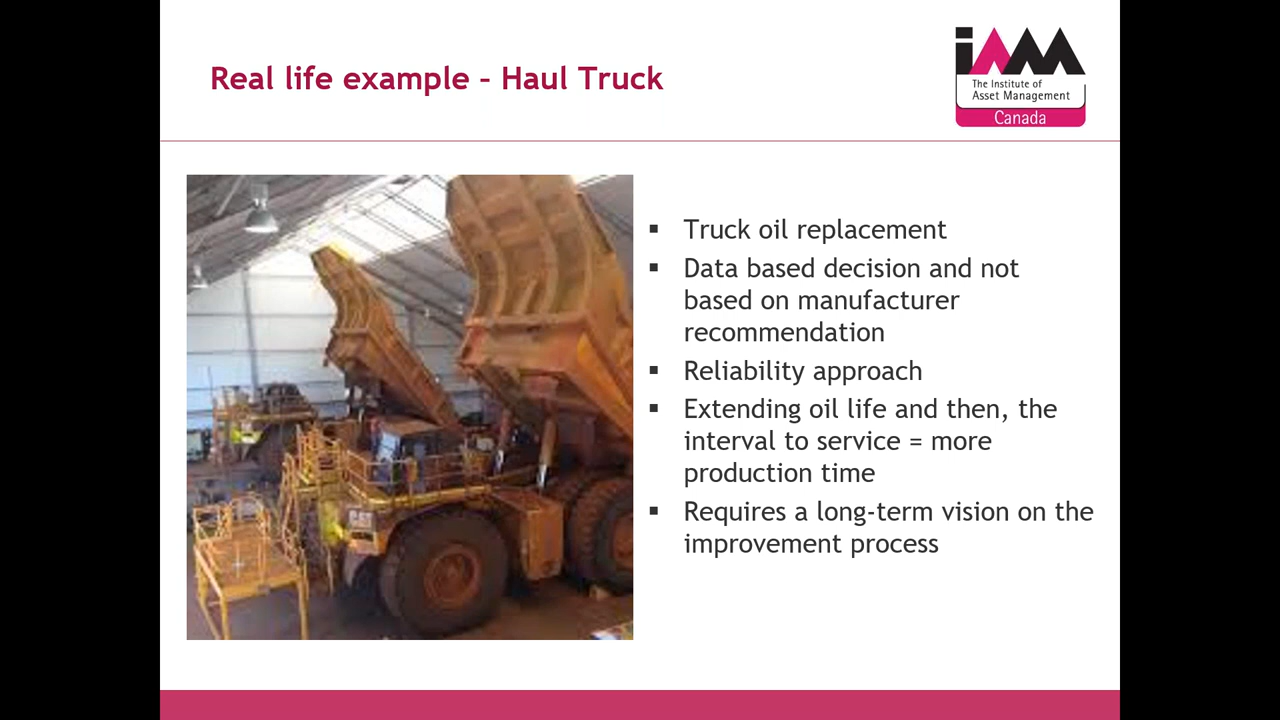 Real life example – Haul Truck
iAM
The Institute of
Asset Management
Canada
▪ Truck oil replacement
▪ Data based decision and not
based on manufacturer
recommendation
▪ Reliability approach
▪ Extending oil life and then, the
interval to service = more
production time
▪ Requires a long-term vision on the
improvement process
CAT